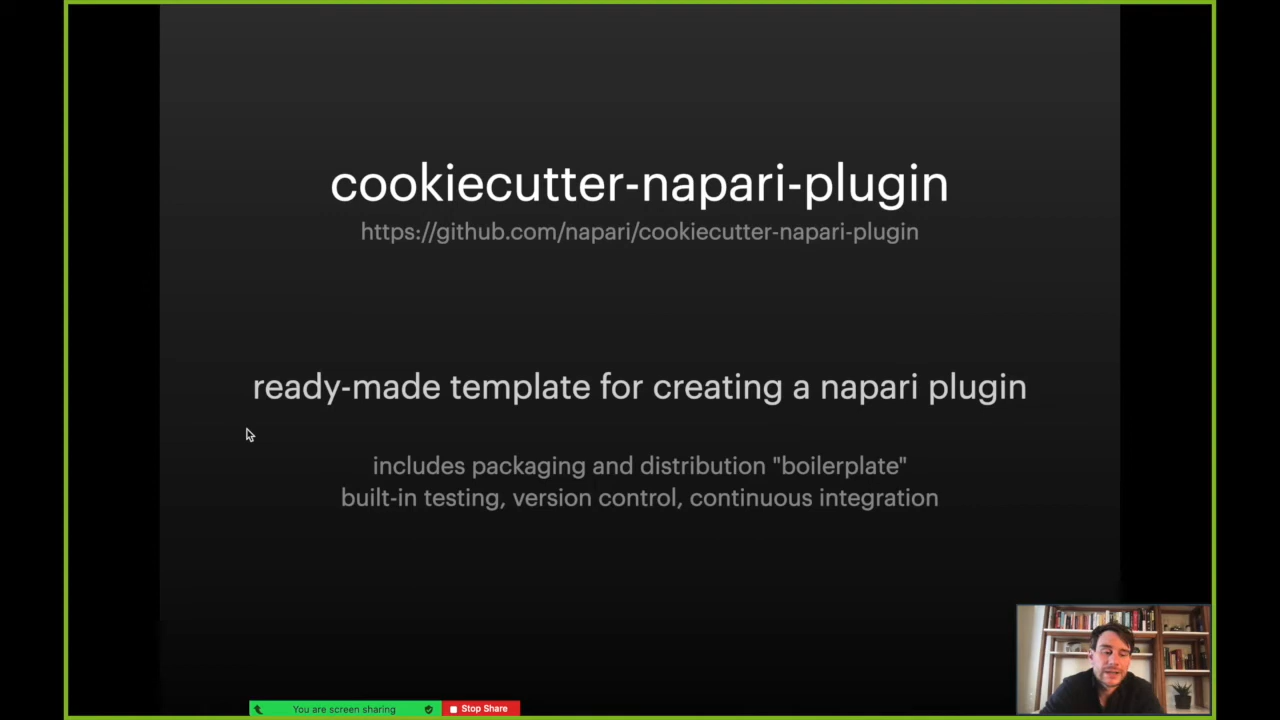 cookiecutter-napari-plugin
https://github.com/napari/cookiecutter-napari-plugin
ready-made template for creating a napari plugin
includes packaging and distribution "boilerplate"
built-in testing, version control, continuous integration
You are screen sharing
Stop Share